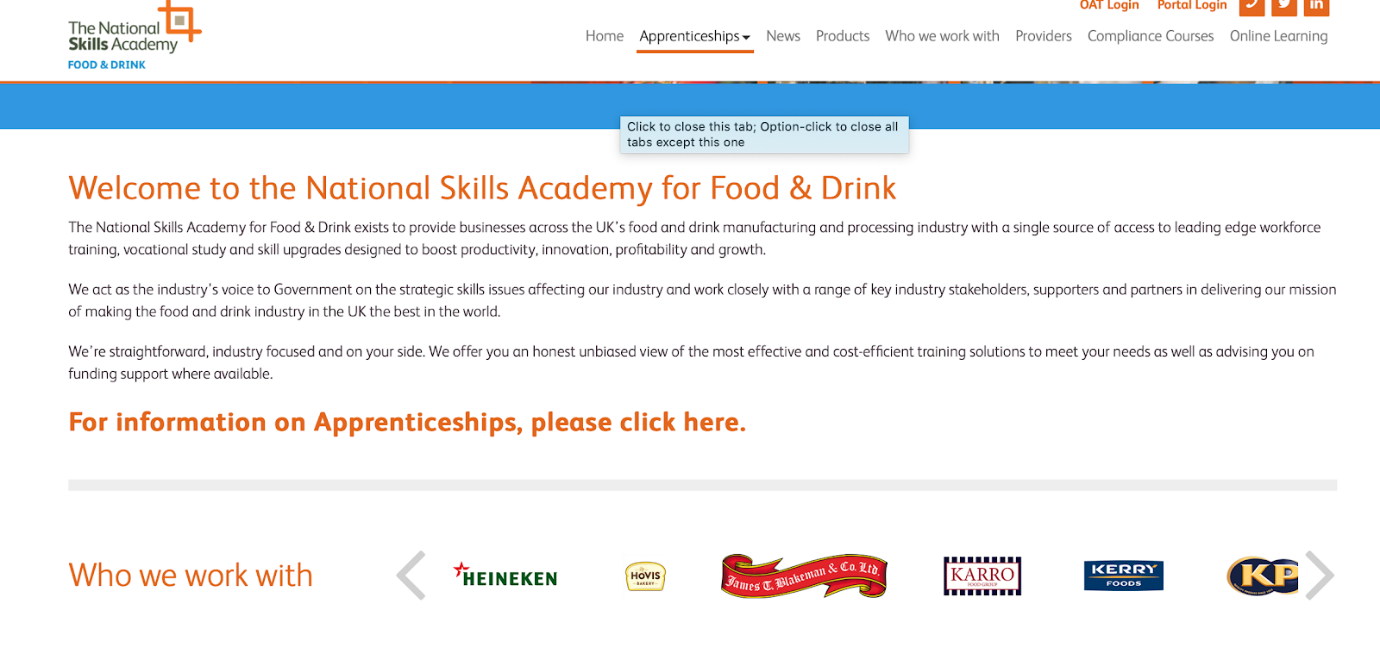 OAT Login Portal Login
The National
Skills Academy
FOOD & DRINK
Home Apprenticeships News Products Who we work with Providers Compliance Courses Online Learning
Click to close this tab; Option-click to close all
tabs except this one
Welcome to the National Skills Academy for Food & Drink
The National Skills Academy for Food & Drink exists to provide businesses across the UK's food and drink manufacturing and processing industry with a single source of access to leading edge workforce
training, vocational study and skill upgrades designed to boost productivity, innovation, profitability and growth.
We act as the industry's voice to Government on the strategic skills issues affecting our industry and work closely with a range of key industry stakeholders, supporters and partners in delivering our mission
of making the food and drink industry in the UK the best in the world.
We're straightforward, industry focused and on your side. We offer you an honest unbiased view of the most effective and cost-efficient training solutions to meet your needs as well as advising you on
funding support where available.
For information on Apprenticeships, please click here.
Who we work with
HEINEKEN
HOVIS
BAKERY
James T. Blakeman & Co. Ltd.
KARRO
FOOD GROUP
KERRY
FOODS
KP